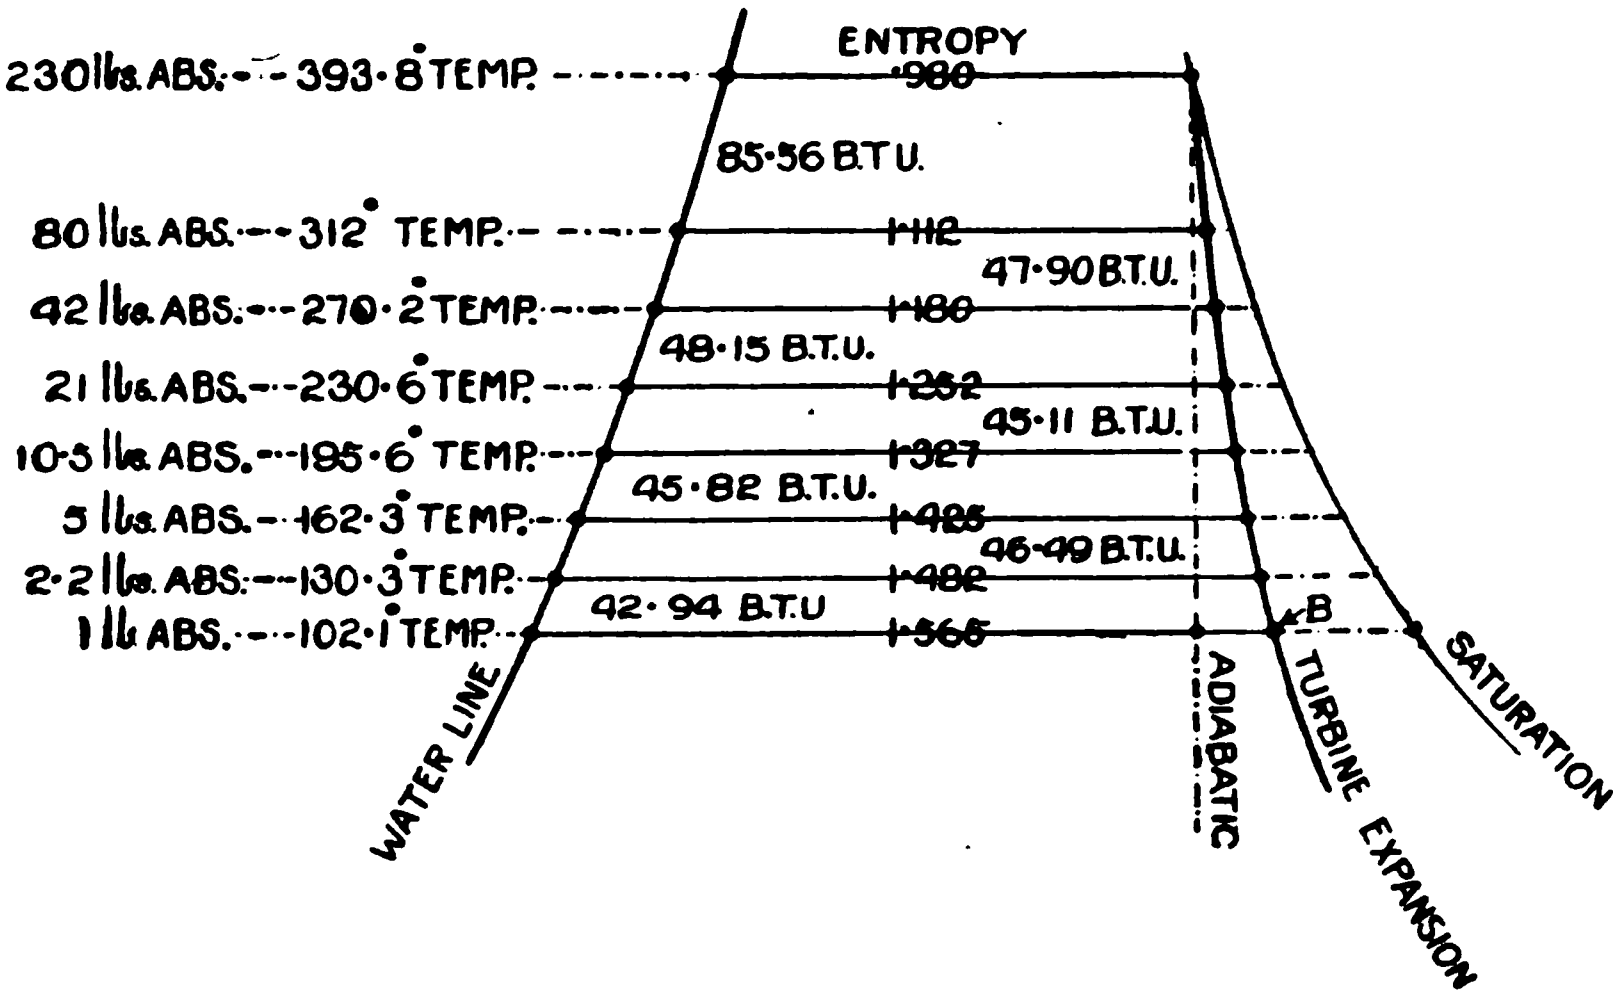 ENTROPY
230 lbs. ABS. 393.8° TEMP. .980
85.56 B.T.U.
80 lbs. ABS. 312° TEMP. 1.112
47.90 B.T.U.
42 lbs. ABS. 270.2° TEMP. 1.180
48.15 B.T.U.
21 lbs. ABS. 230.6° TEMP. 1.252
45.11 B.T.U.
10.5 lbs. ABS. 195.6° TEMP. 1.327
45.82 B.T.U.
5 lbs. ABS. 162.3° TEMP. 1.425
46.49 B.T.U.
2.2 lbs. ABS. 130.3° TEMP. 1.482
42.94 B.T.U
B
1 lb ABS. 102.1° TEMP. 1.565
WATER LINE
ADIABATIC
TURBINE EXPANSION
SATURATION